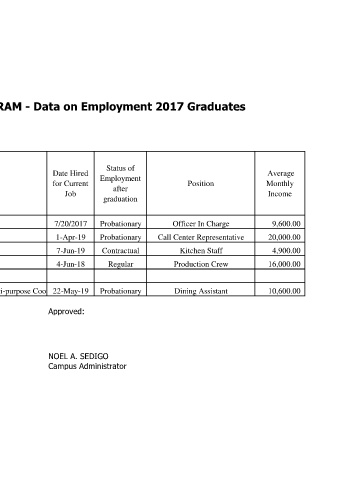 RAM - Data on Employment 2017 Graduates
Date Hired for Current Job Status of Employment after graduation Position Average Monthly Income
7/20/2017 Probationary Officer In Charge 9,600.00
1-Apr-19 Probationary Call Center Representative 20,000.00
7-Jun-19 Contractual Kitchen Staff 4,900.00
4-Jun-18 Regular Production Crew 16,000.00
i-purpose Coo 22-May-19 Probationary Dining Assistant 10,600.00
Approved:
NOEL A. SEDIGO
Campus Administrator